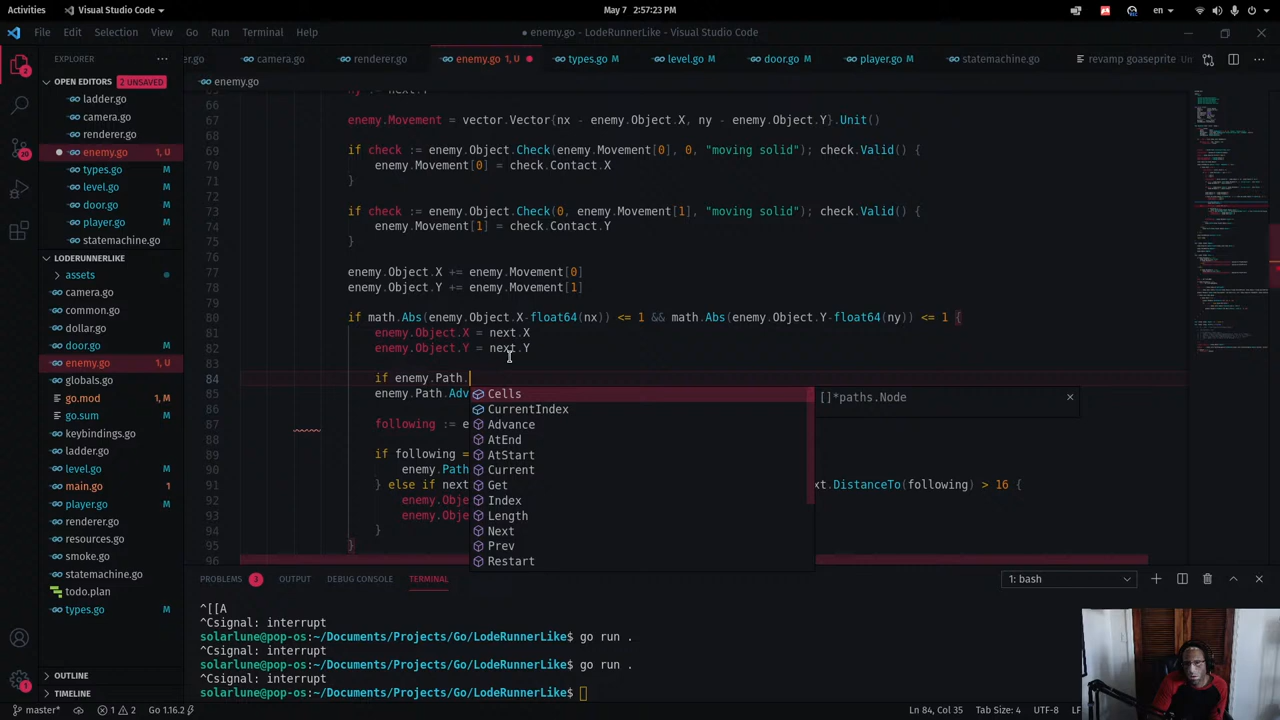 Activities
Visual Studio Code
May 7 2:57:23 PM
en
File Edit Selection View Go Run Terminal Help
● enemy.go - LodeRunnerLike - Visual Studio Code
EXPLORER
OPEN EDITORS 2 UNSAVED
ladder.go
camera.go
renderer.go
enemy.go 1, U
types.go M
level.go M
door.go M
player.go M
statemachine.go
LODERUNNERLIKE
assets
camera.go
common.go
dollar.go
door.go M
enemy.go 1, U
globals.go
go.mod M
go.sum M
keybindings.go
ladder.go
level.go M
main.go 1
player.go M
renderer.go
resources.go
smoke.go
statemachine.go
todo.plan
types.go M
OUTLINE
TIMELINE
er.go camera.go renderer.go enemy.go 1, U types.go M level.go M door.go M player.go M statemachine.go revamp goaseprite Un
enemy.go
66
67 enemy.Movement = vector.Vector{nx - enemy.Object.X, ny - enemy.Object.Y}.Unit()
68
69 if check := enemy.Object.Check(enemy.Movement[0], 0, "moving solid"); check.Valid() {
70 enemy.Movement[0] = check.Contact.X
71 }
72
73 if check := enemy.Object.Check(0, enemy.Movement[1], "moving solid"); check.Valid() {
74 enemy.Movement[1] = check.Contact.Y
75 }
76
77 enemy.Object.X += enemy.Movement[0]
78 enemy.Object.Y += enemy.Movement[1]
79
80 if math.Abs(enemy.Object.X-float64(nx)) <= 1 && math.Abs(enemy.Object.Y-float64(ny)) <= 1 {
81 enemy.Object.X = next.X
82 enemy.Object.Y = next.Y
83
84 if enemy.Path.
85 enemy.Path.Adv
86
87 following := e
88
89 if following =
90 enemy.Path
91 } else if next xt.DistanceTo(following) > 16 {
92 enemy.Obje
93 enemy.Obje
94 }
95 }
96
Cells []*paths.Node
CurrentIndex
Advance
AtEnd
AtStart
Current
Get
Index
Length
Next
Prev
Restart
PROBLEMS 3 OUTPUT DEBUG CONSOLE TERMINAL 1: bash
^[[A
^Csignal: interrupt
solarlune@pop-os:~/Documents/Projects/Go/LodeRunnerLike$ go run .
^Csignal: interrupt
solarlune@pop-os:~/Documents/Projects/Go/LodeRunnerLike$ go run .
^Csignal: interrupt
solarlune@pop-os:~/Documents/Projects/Go/LodeRunnerLike$
master* 1 2 Go 1.16.2 Ln 84, Col 35 Tab Size: 4 UTF-8 LF